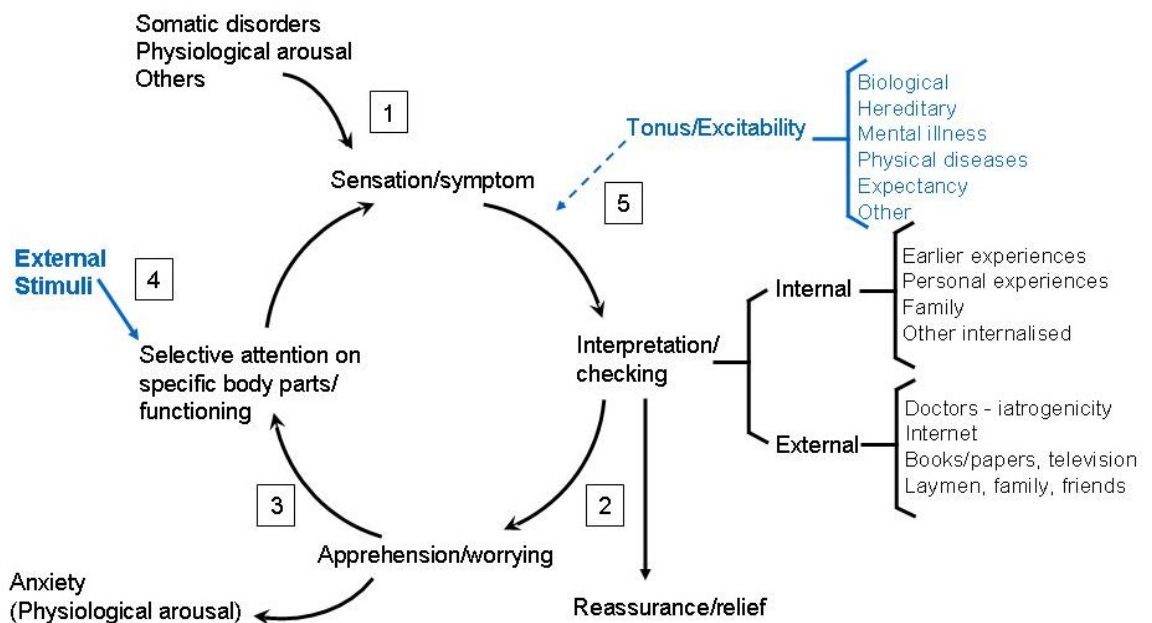 Somatic disorders
Physiological arousal
Others
1
Sensation/symptom
Tonus/Excitability
Biological
Hereditary
Mental illness
Physical diseases
Expectancy
Other
5
External
Stimuli
4
Selective attention on
specific body parts/
functioning
Interpretation/
checking
Internal
Earlier experiences
Personal experiences
Family
Other internalised
External
Doctors - iatrogenicity
Internet
Books/papers, television
Laymen, family, friends
3
2
Apprehension/worrying
Anxiety
(Physiological arousal)
Reassurance/relief